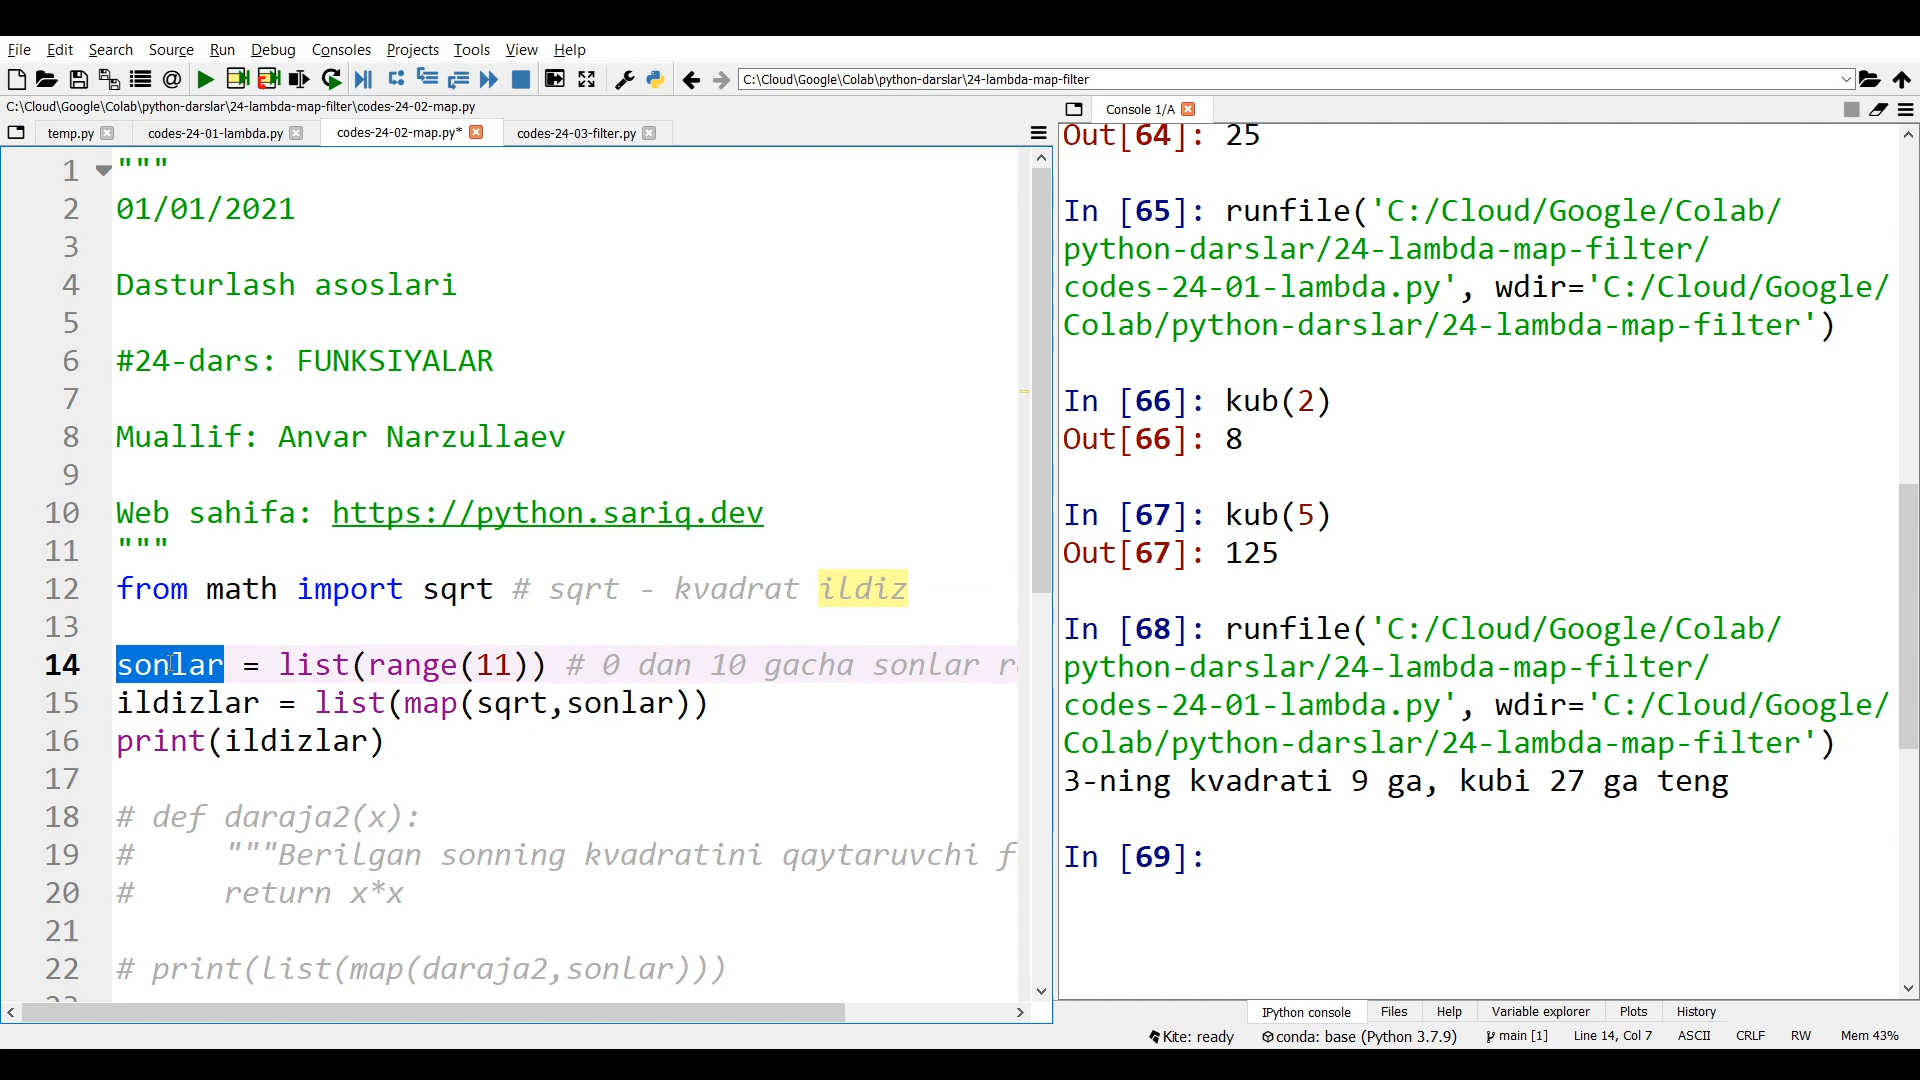 File Edit Search Source Run Debug Consoles Projects Tools View Help
C:\Cloud\Google\Colab\python-darslar\24-lambda-map-filter
C:\Cloud\Google\Colab\python-darslar\24-lambda-map-filter\codes-24-02-map.py
temp.py codes-24-01-lambda.py codes-24-02-map.py* codes-24-03-filter.py
1 """
2 01/01/2021
3
4 Dasturlash asoslari
5
6 #24-dars: FUNKSIYALAR
7
8 Muallif: Anvar Narzullaev
9
10 Web sahifa: https://python.sariq.dev
11 """
12 from math import sqrt # sqrt - kvadrat ildiz
13
14 sonlar = list(range(11)) # 0 dan 10 gacha sonlar r
15 ildizlar = list(map(sqrt,sonlar))
16 print(ildizlar)
17
18 # def daraja2(x):
19 # """Berilgan sonning kvadratini qaytaruvchi f
20 # return x*x
21
22 # print(list(map(daraja2,sonlar)))
Console 1/A
Out[64]: 25
In [65]: runfile('C:/Cloud/Google/Colab/
python-darslar/24-lambda-map-filter/
codes-24-01-lambda.py', wdir='C:/Cloud/Google/
Colab/python-darslar/24-lambda-map-filter')
In [66]: kub(2)
Out[66]: 8
In [67]: kub(5)
Out[67]: 125
In [68]: runfile('C:/Cloud/Google/Colab/
python-darslar/24-lambda-map-filter/
codes-24-01-lambda.py', wdir='C:/Cloud/Google/
Colab/python-darslar/24-lambda-map-filter')
3-ning kvadrati 9 ga, kubi 27 ga teng
In [69]:
IPython console Files Help Variable explorer Plots History
Kite: ready conda: base (Python 3.7.9) main [1] Line 14, Col 7 ASCII CRLF RW Mem 43%